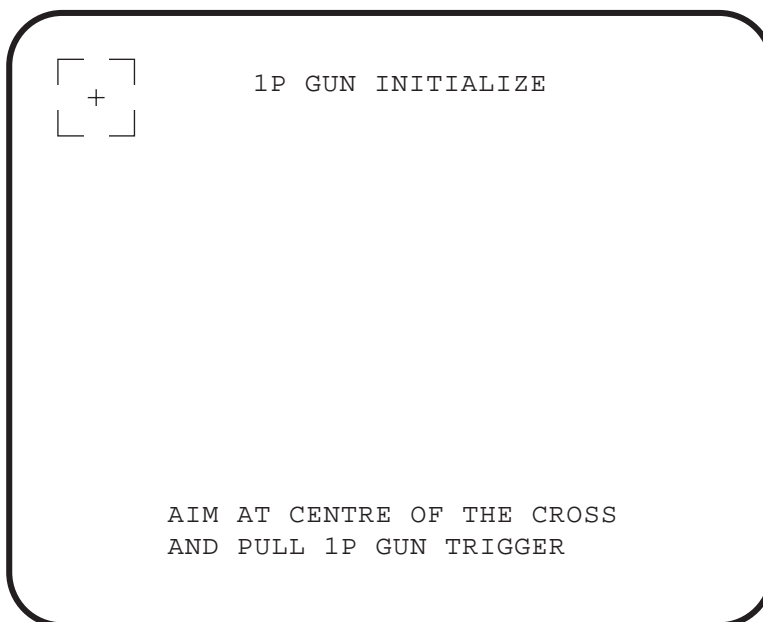 1P GUN INITIALIZE
AIM AT CENTRE OF THE CROSS
AND PULL 1P GUN TRIGGER